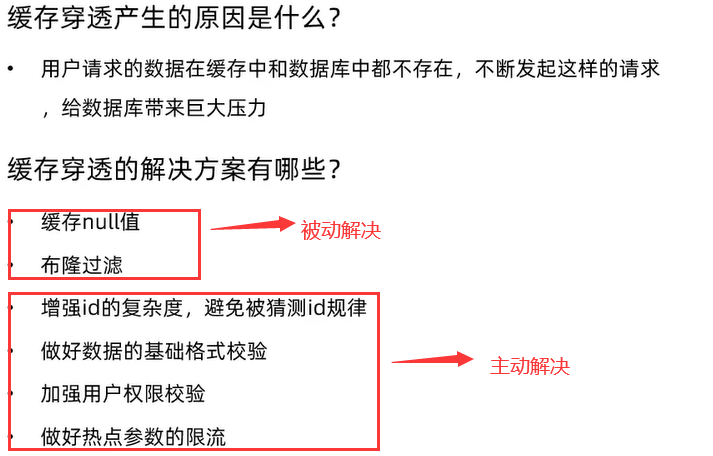 缓存穿透产生的原因是什么？
• 用户请求的数据在缓存中和数据库中都不存在，不断发起这样的请求
，给数据库带来巨大压力
缓存穿透的解决方案有哪些？
• 缓存null值
被动解决
• 布隆过滤
• 增强id的复杂度，避免被猜测id规律
• 做好数据的基础格式校验
主动解决
• 加强用户权限校验
• 做好热点参数的限流